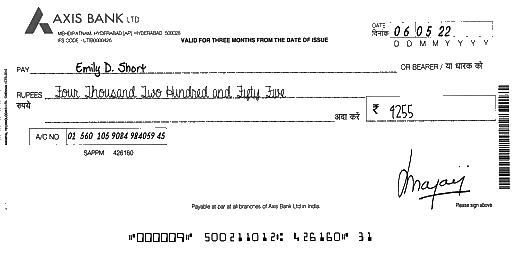 AXIS BANK LTD
MEHDIPATNAM, HYDERABAD [AP] HYDERABAD 500028
IFS CODE - UTIB0000426
VALID FOR THREE MONTHS FROM THE DATE OF ISSUE
DATE
दिनांक 06 05 22
D D M M Y Y Y Y
PAY Emily D. Short OR BEARER / या धारक को
RUPEES Four Thousand Two Hundred and Fifty Five
रुपये अदा करें ₹ 4255
A/C NO 01 560 105 9084 984059 45
SAPPM 426160
Payable at par at all branches of Axis Bank Ltd in India.
Please sign above
"000009" 500211012: 426160" 31